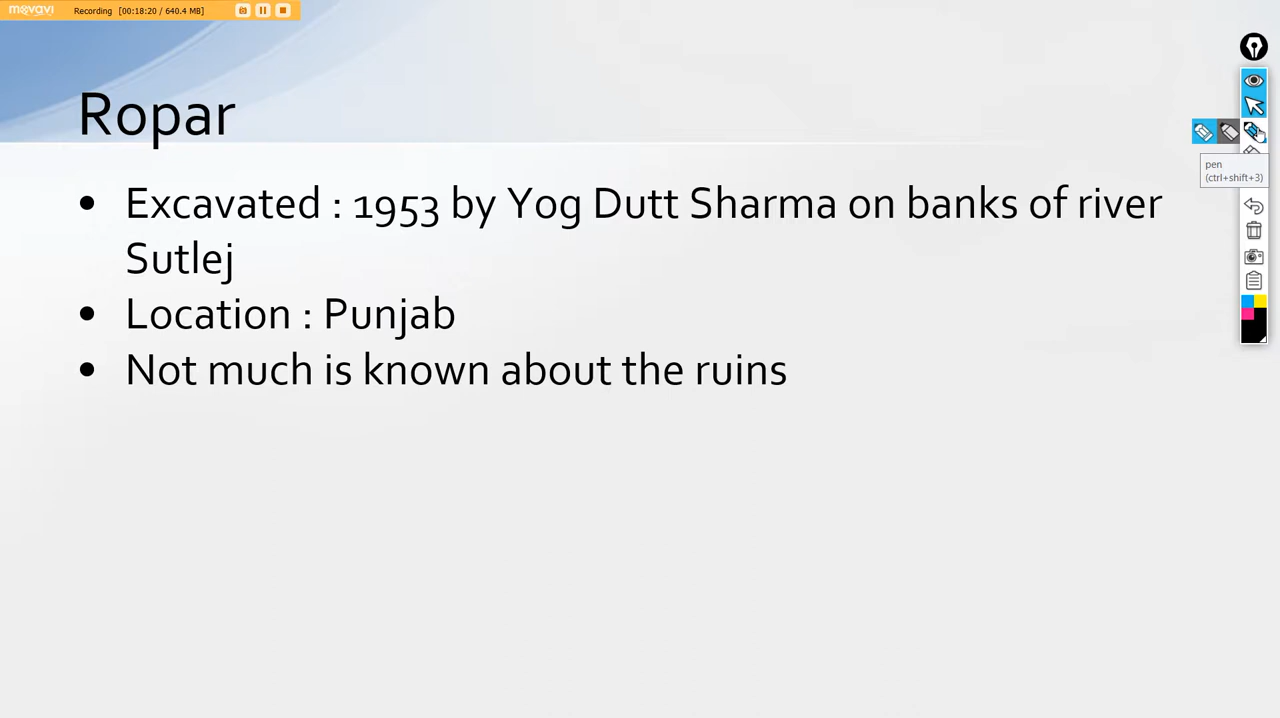 movavi Recording [00:18:20 / 640.4 MB]
Ropar
pen
(ctrl+shift+3)
• Excavated : 1953 by Yog Dutt Sharma on banks of river
Sutlej
• Location : Punjab
• Not much is known about the ruins